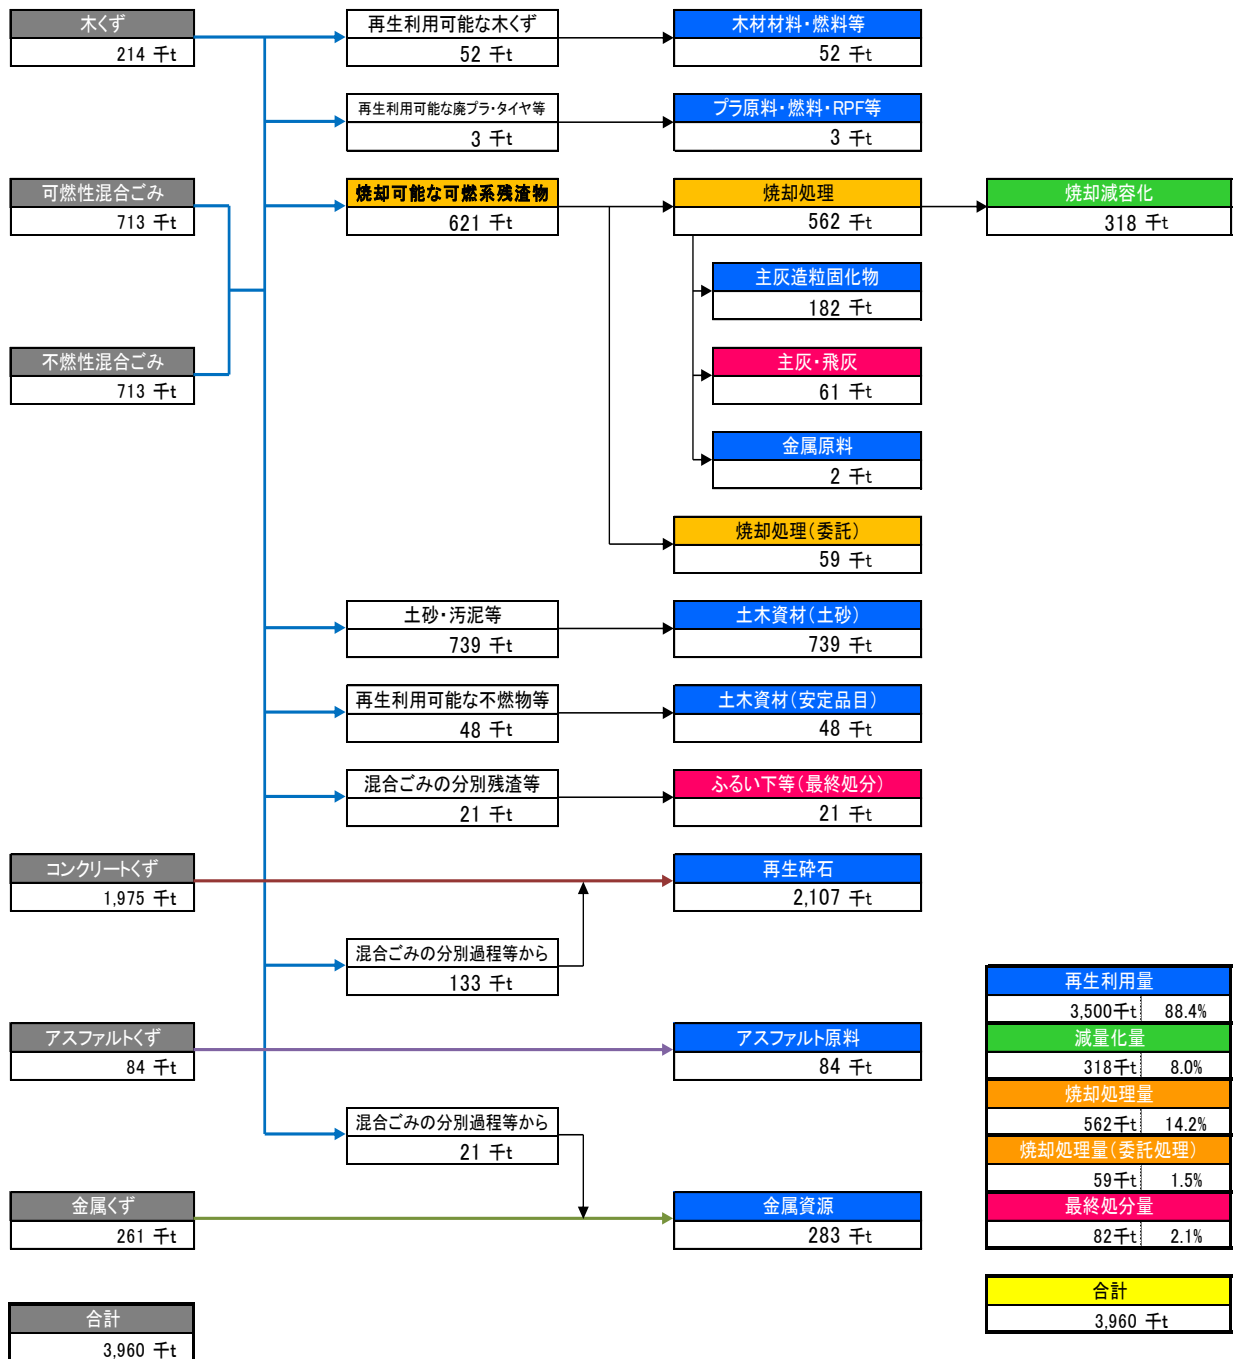 木くず
214 千t
再生利用可能な木くず
52 千t
木材材料・燃料等
52 千t
再生利用可能な廃プラ・タイヤ等
3 千t
プラ原料・燃料・RPF等
3 千t
可燃性混合ごみ
713 千t
焼却可能な可燃系残渣物
621 千t
焼却処理
562 千t
焼却減容化
318 千t
主灰造粒固化物
182 千t
不燃性混合ごみ
713 千t
主灰・飛灰
61 千t
金属原料
2 千t
焼却処理(委託)
59 千t
土砂・汚泥等
739 千t
土木資材(土砂)
739 千t
再生利用可能な不燃物等
48 千t
土木資材(安定品目)
48 千t
混合ごみの分別残渣等
21 千t
ふるい下等(最終処分)
21 千t
コンクリートくず
1,975 千t
再生砕石
2,107 千t
混合ごみの分別過程等から
133 千t
アスファルトくず
84 千t
アスファルト原料
84 千t
混合ごみの分別過程等から
21 千t
金属くず
261 千t
金属資源
283 千t
再生利用量
3,500千t 88.4%
減量化量
318千t 8.0%
焼却処理量
562千t 14.2%
焼却処理量(委託処理)
59千t 1.5%
最終処分量
82千t 2.1%
合計
3,960 千t
合計
3,960 千t